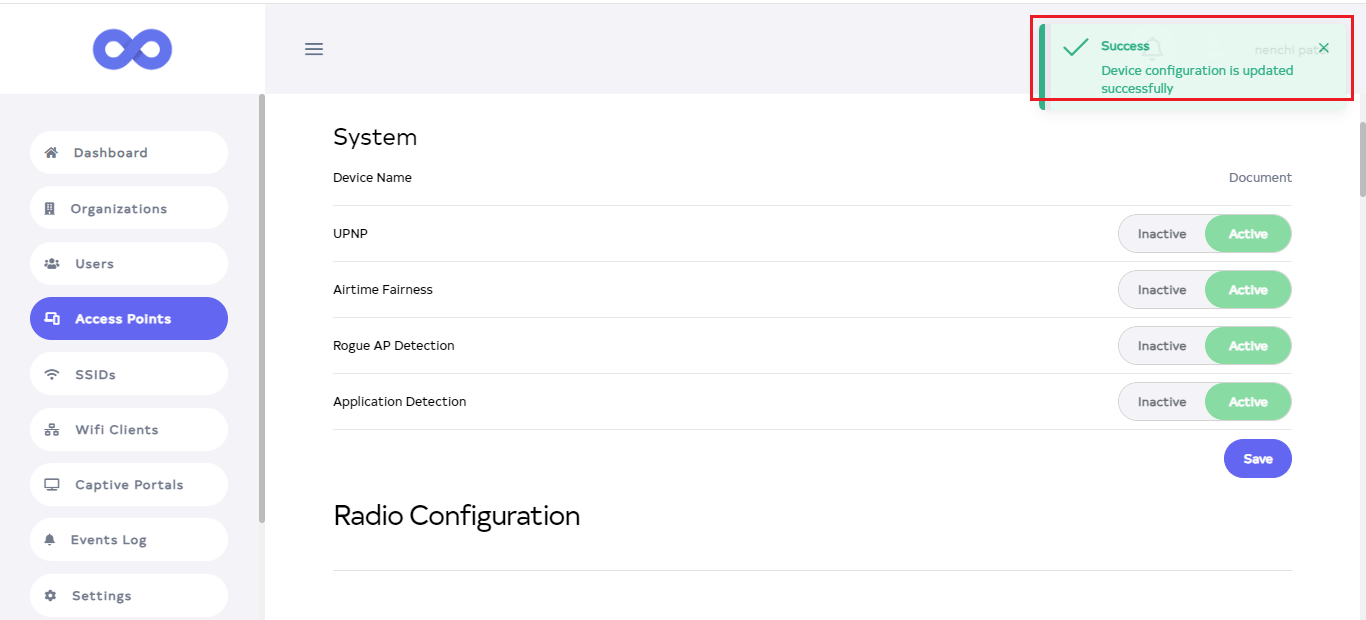 Success
nenchi
Device configuration is updated
successfully
Dashboard
Organizations
Users
Access Points
SSIDs
Wifi Clients
Captive Portals
Events Log
Settings
System
Device Name Document
UPNP Inactive Active
Airtime Fairness Inactive Active
Rogue AP Detection Inactive Active
Application Detection Inactive Active
Save
Radio Configuration